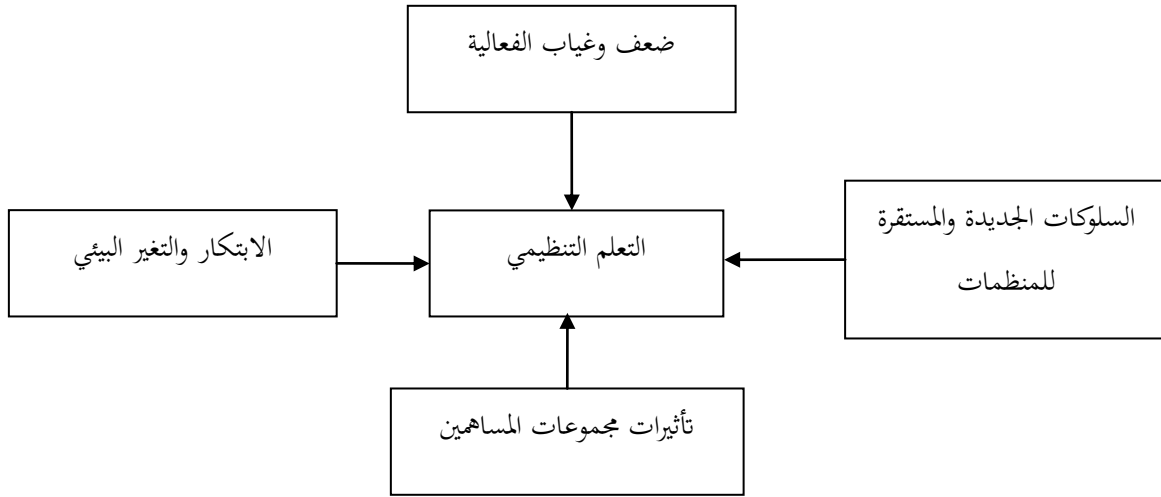 ضعف وغياب الفعالية
السلوكات الجديدة والمستقرة
للمنظمات
التعلم التنظيمي
الابتكار والتغير البيئي
تأثيرات مجموعات المساهمين